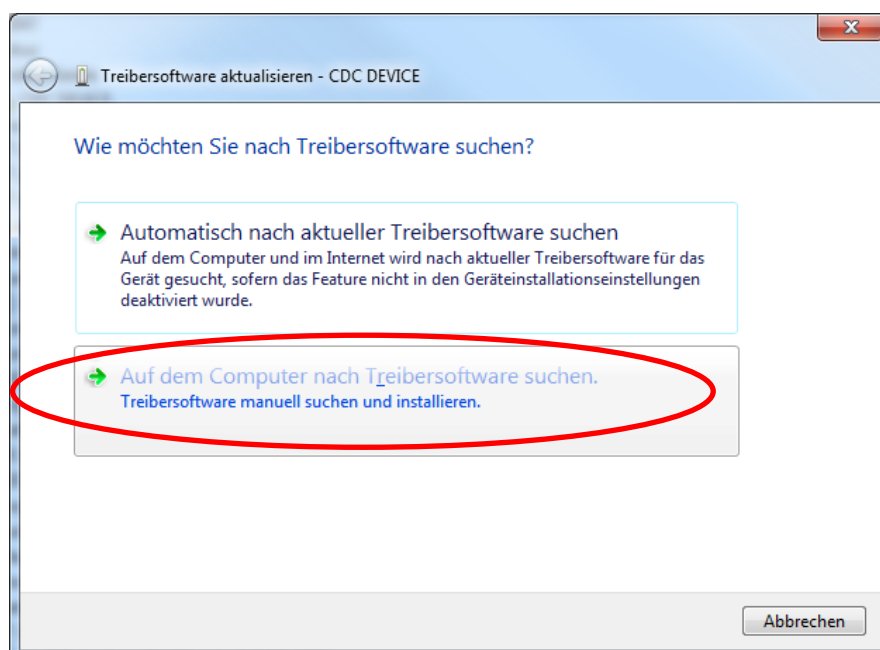 Treibersoftware aktualisieren - CDC DEVICE
Wie möchten Sie nach Treibersoftware suchen?
Automatisch nach aktueller Treibersoftware suchen
Auf dem Computer und im Internet wird nach aktueller Treibersoftware für das
Gerät gesucht, sofern das Feature nicht in den Geräteinstallationseinstellungen
deaktiviert wurde.
Auf dem Computer nach Treibersoftware suchen.
Treibersoftware manuell suchen und installieren.
Abbrechen